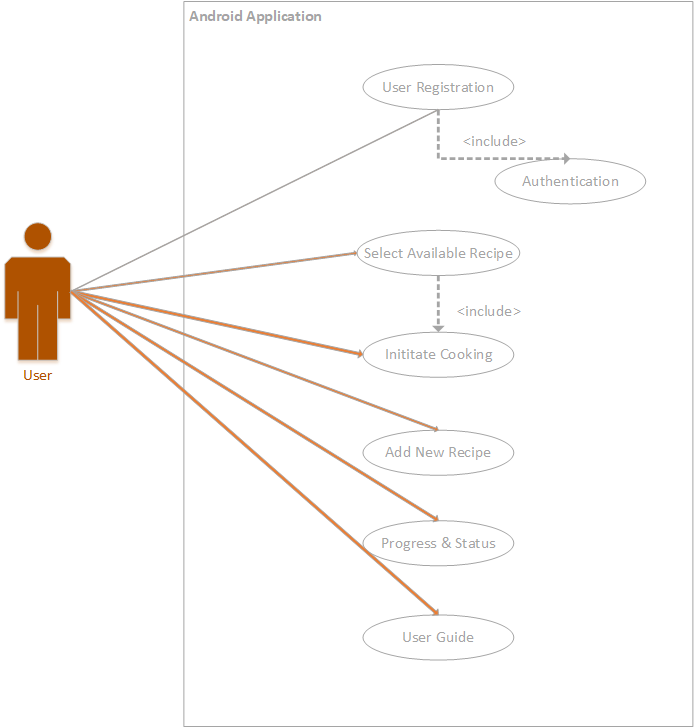 Android Application
User Registration
<include>
Authentication
Select Available Recipe
<include>
Inititate Cooking
User
Add New Recipe
Progress & Status
User Guide